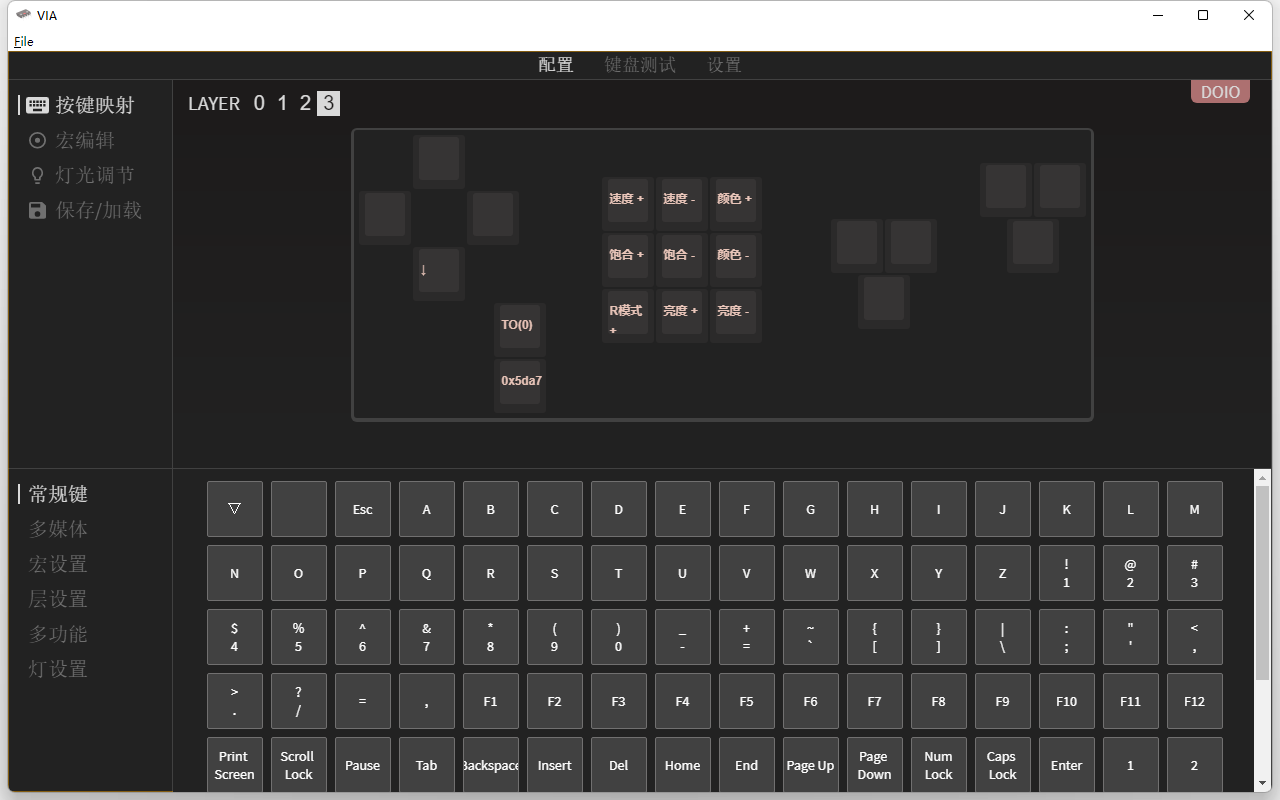 VIA
File
配置 键盘测试 设置
按键映射
宏编辑
灯光调节
保存/加载
LAYER 0 1 2 3
DOIO
速度 + 速度 - 颜色 +
饱合 + 饱合 - 颜色 -
↓
R模式 + 亮度 + 亮度 -
TO(0)
0x5da7
常规键
多媒体
宏设置
层设置
多功能
灯设置
▽ Esc A B C D E F G H I J K L M
N O P Q R S T U V W X Y Z ! 1 @ 2 # 3
$ 4 % 5 ^ 6 & 7 * 8 ( 9 ) 0 _ - + = ~ ` { [ } ] | \ : ; " ' < ,
> . ? / = , F1 F2 F3 F4 F5 F6 F7 F8 F9 F10 F11 F12
Print Screen Scroll Lock Pause Tab Backspace Insert Del Home End Page Up Page Down Num Lock Caps Lock Enter 1 2